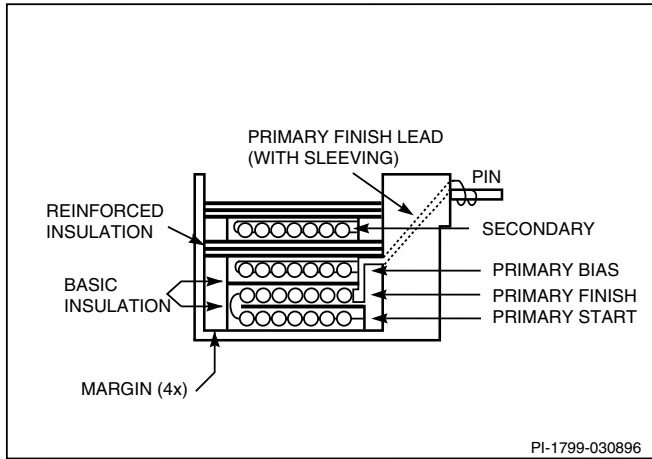 PRIMARY FINISH LEAD
(WITH SLEEVING)
PIN
REINFORCED
INSULATION
SECONDARY
BASIC
INSULATION
PRIMARY BIAS
PRIMARY FINISH
PRIMARY START
MARGIN (4x)
PI-1799-030896